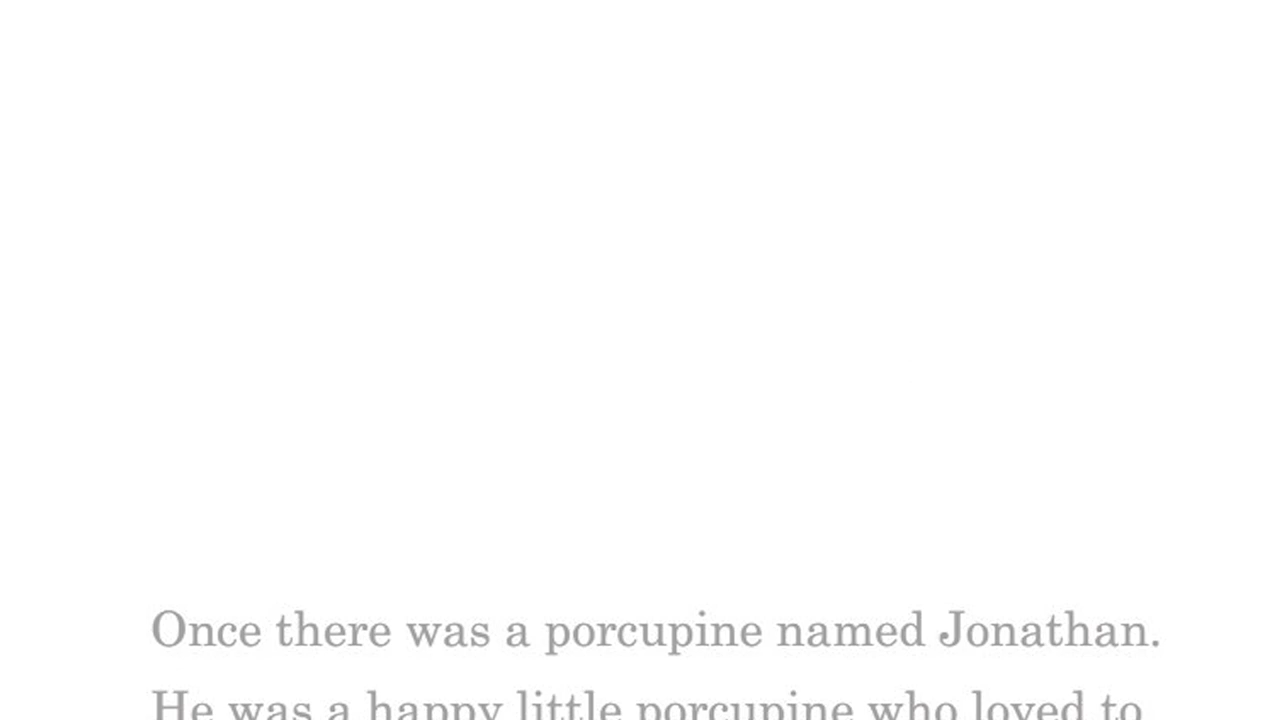 Once there was a porcupine named Jonathan.
He was a happy little porcupine who loved to